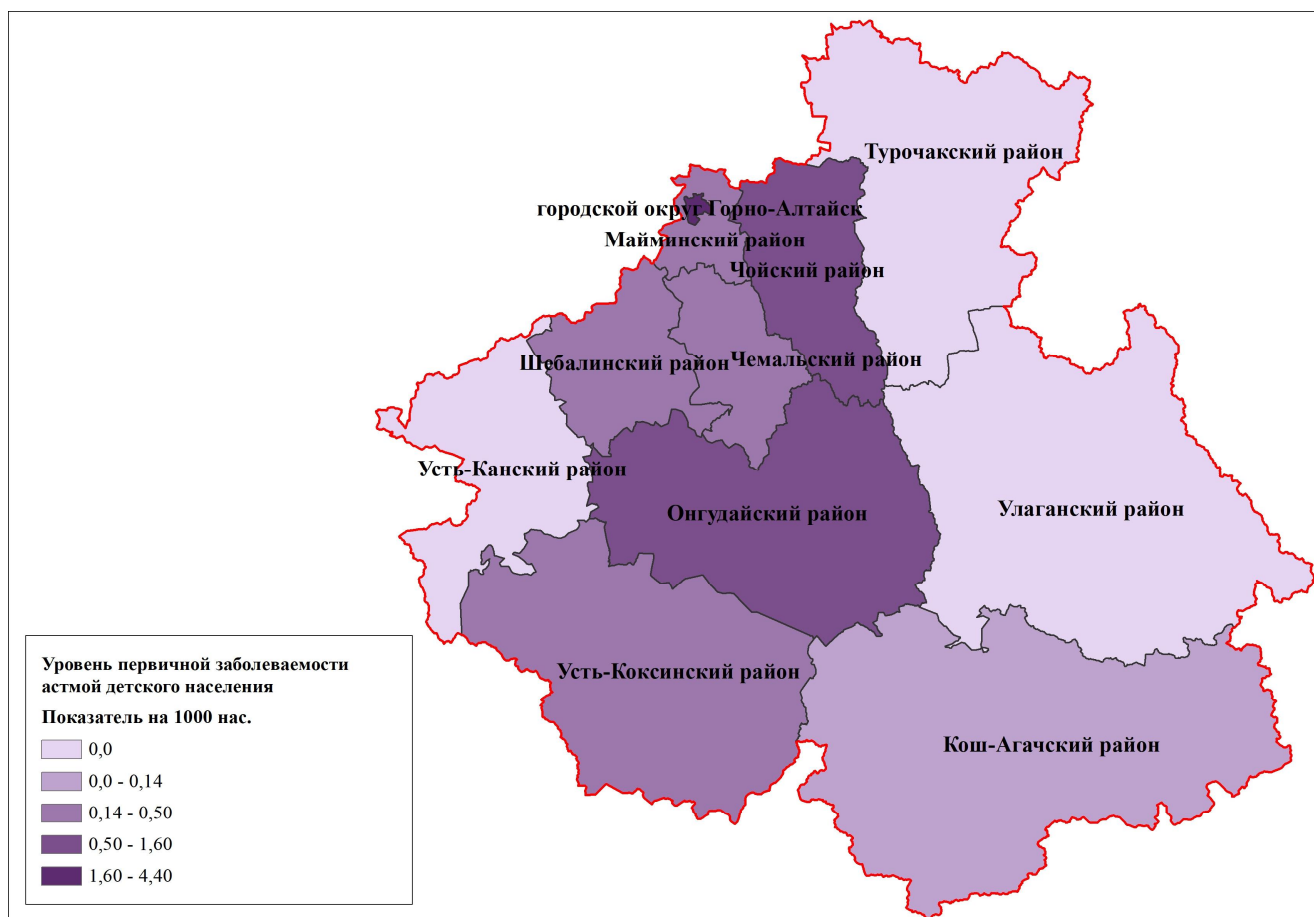 Турочакский район
городской округ Горно-Алтайск
Майминский район
Чойский район
Шебалинский район
Чемальский район
Усть-Канский район
Онгудайский район
Улаганский район
Усть-Коксинский район
Кош-Агачский район
Уровень первичной заболеваемости
астмой детского населения
Показатель на 1000 нас.
0,0
0,0 - 0,14
0,14 - 0,50
0,50 - 1,60
1,60 - 4,40